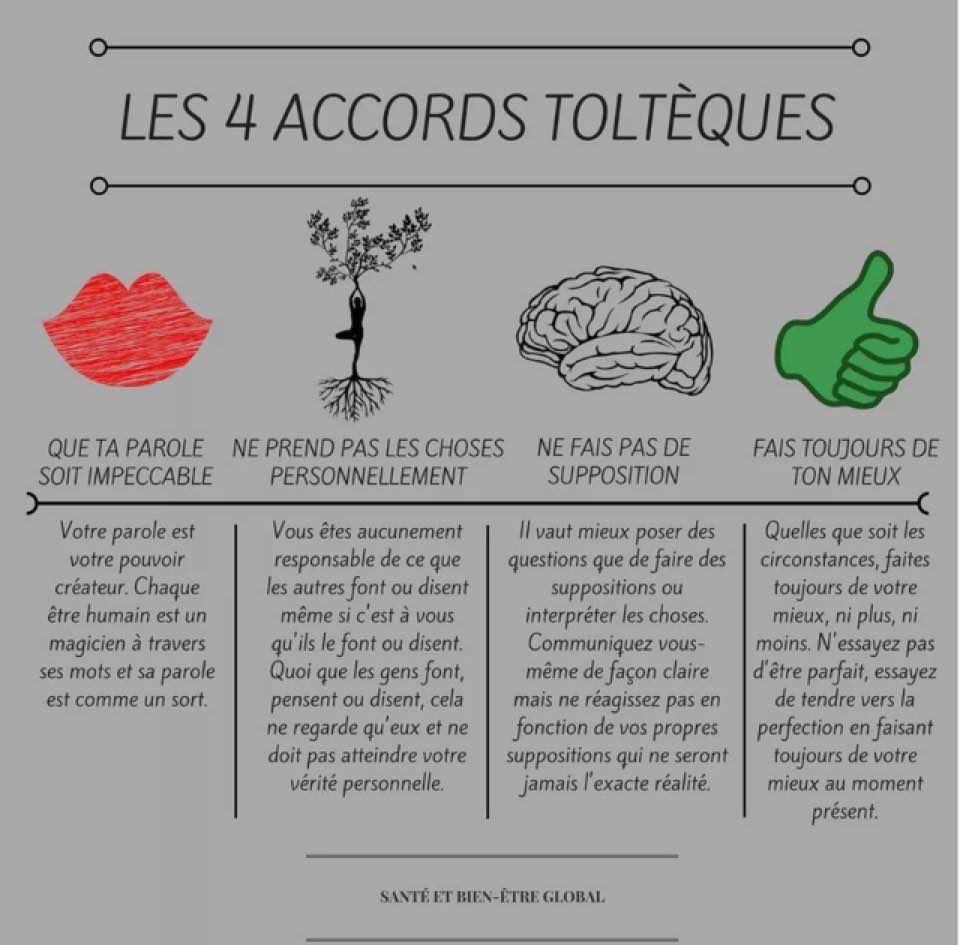 LES 4 ACCORDS TOLTÈQUES
QUE TA PAROLE
SOIT IMPECCABLE
Votre parole est
votre pouvoir
créateur. Chaque
être humain est un
magicien à travers
ses mots et sa parole
est comme un sort.
NE PREND PAS LES CHOSES
PERSONNELLEMENT
Vous êtes aucunement
responsable de ce que
les autres font ou disent
même si c'est à vous
qu'ils le font ou disent.
Quoi que les gens font,
pensent ou disent, cela
ne regarde qu'eux et ne
doit pas atteindre votre
vérité personnelle.
NE FAIS PAS DE
SUPPOSITION
Il vaut mieux poser des
questions que de faire des
suppositions ou
interpréter les choses.
Communiquez vous-
même de façon claire
mais ne réagissez pas en
fonction de vos propres
suppositions qui ne seront
jamais l'exacte réalité.
FAIS TOUJOURS DE
TON MIEUX
Quelles que soit les
circonstances, faites
toujours de votre
mieux, ni plus, ni
moins. N'essayez pas
d'être parfait, essayez
de tendre vers la
perfection en faisant
toujours de votre
mieux au moment
présent.
SANTÉ ET BIEN-ÊTRE GLOBAL